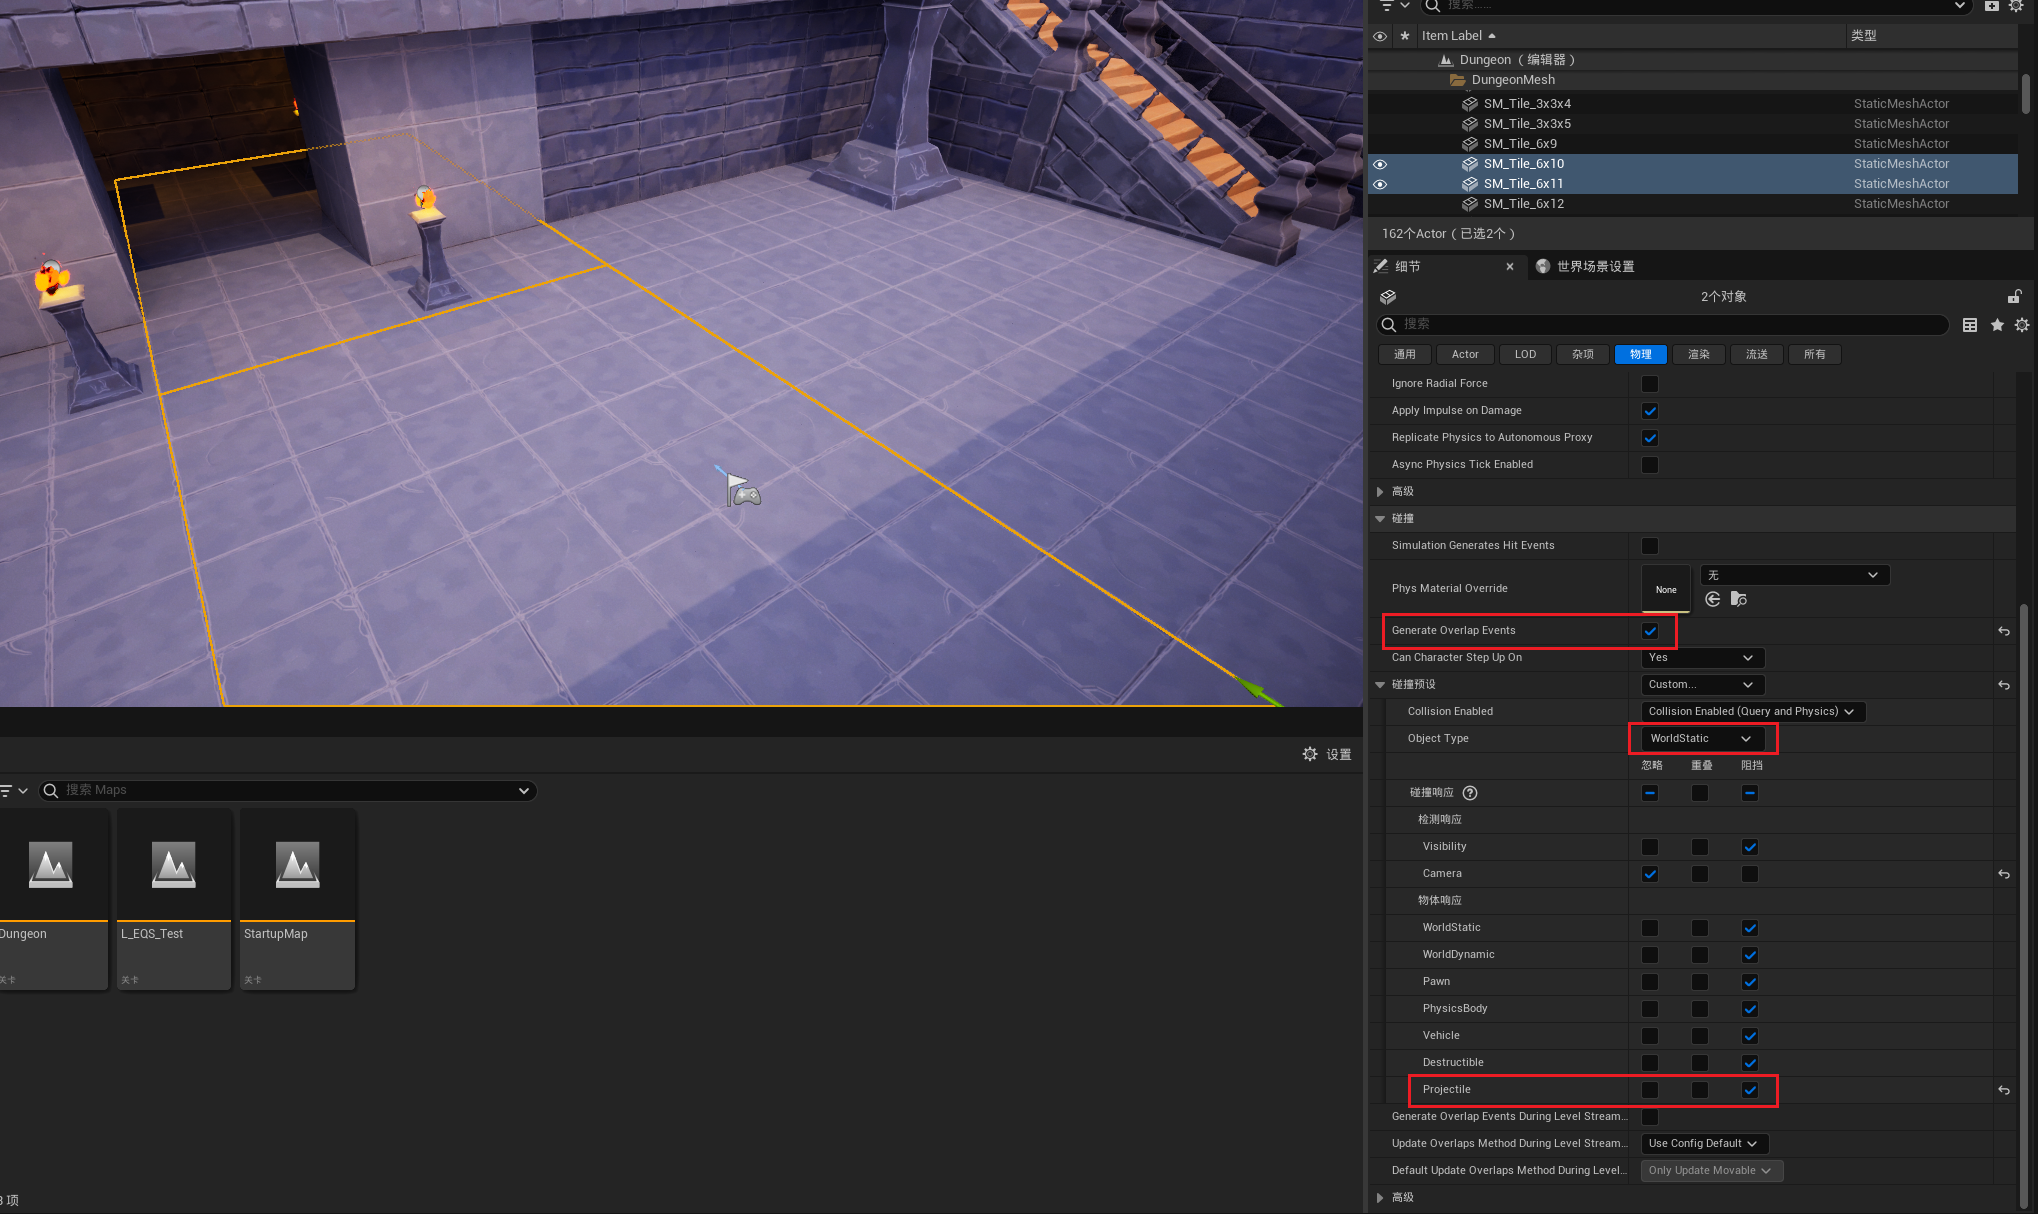 搜索......
Item Label
类型
Dungeon（编辑器）
DungeonMesh
SM_Tile_3x3x4 StaticMeshActor
SM_Tile_3x3x5 StaticMeshActor
SM_Tile_6x9 StaticMeshActor
SM_Tile_6x10 StaticMeshActor
SM_Tile_6x11 StaticMeshActor
SM_Tile_6x12 StaticMeshActor
162个Actor（已选2个）
细节 世界场景设置
2个对象
搜索
通用 Actor LOD 杂项 物理 渲染 流送 所有
Ignore Radial Force
Apply Impulse on Damage
Replicate Physics to Autonomous Proxy
Async Physics Tick Enabled
高级
碰撞
Simulation Generates Hit Events
Phys Material Override None 无
Generate Overlap Events
Can Character Step Up On Yes
碰撞预设 Custom...
Collision Enabled Collision Enabled (Query and Physics)
Object Type WorldStatic
忽略 重叠 阻挡
碰撞响应
检测响应
Visibility
Camera
物体响应
WorldStatic
WorldDynamic
Pawn
PhysicsBody
Vehicle
Destructible
Projectile
Generate Overlap Events During Level Stream...
Update Overlaps Method During Level Stream... Use Config Default
Default Update Overlaps Method During Level... Only Update Movable
高级
设置
搜索 Maps
Dungeon L_EQS_Test StartupMap
关卡 关卡 关卡
3 项